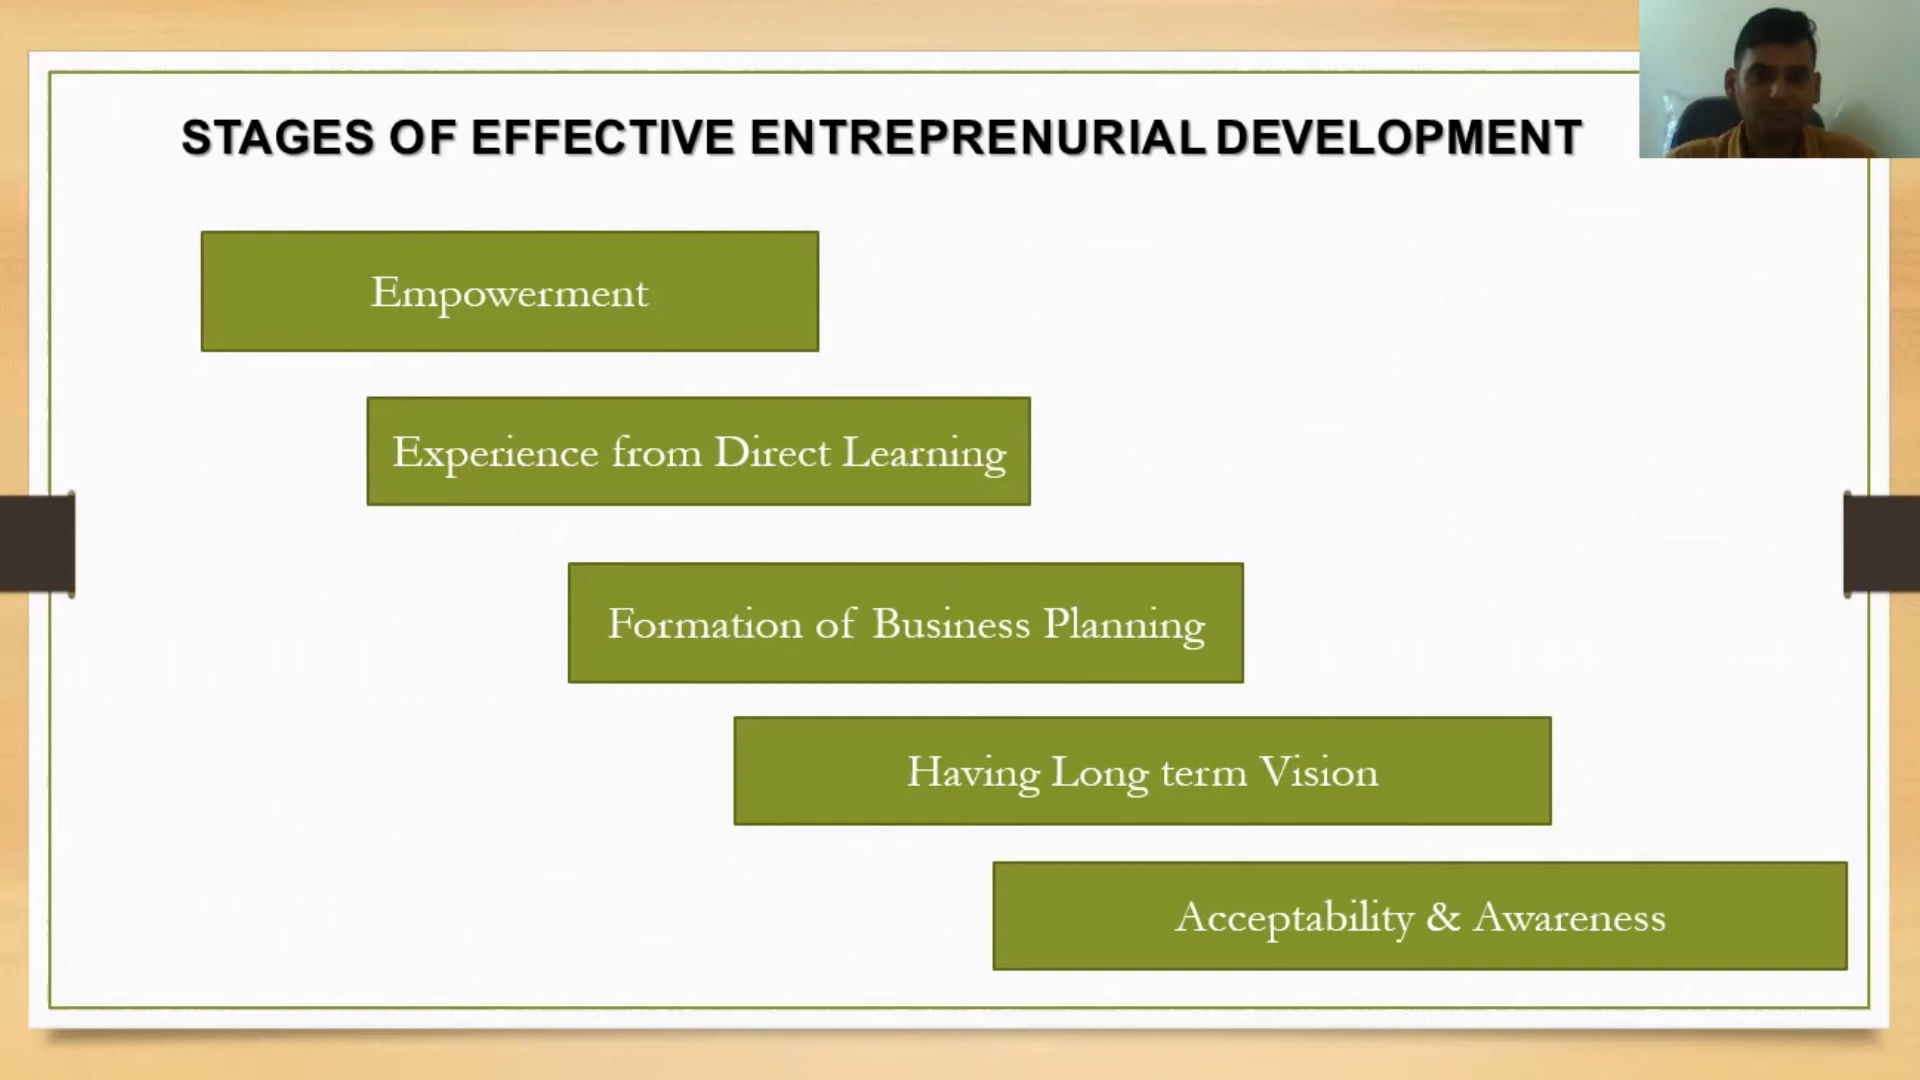 STAGES OF EFFECTIVE ENTREPRENURIAL DEVELOPMENT
Empowerment
Experience from Direct Learning
Formation of Business Planning
Having Long term Vision
Acceptability & Awareness